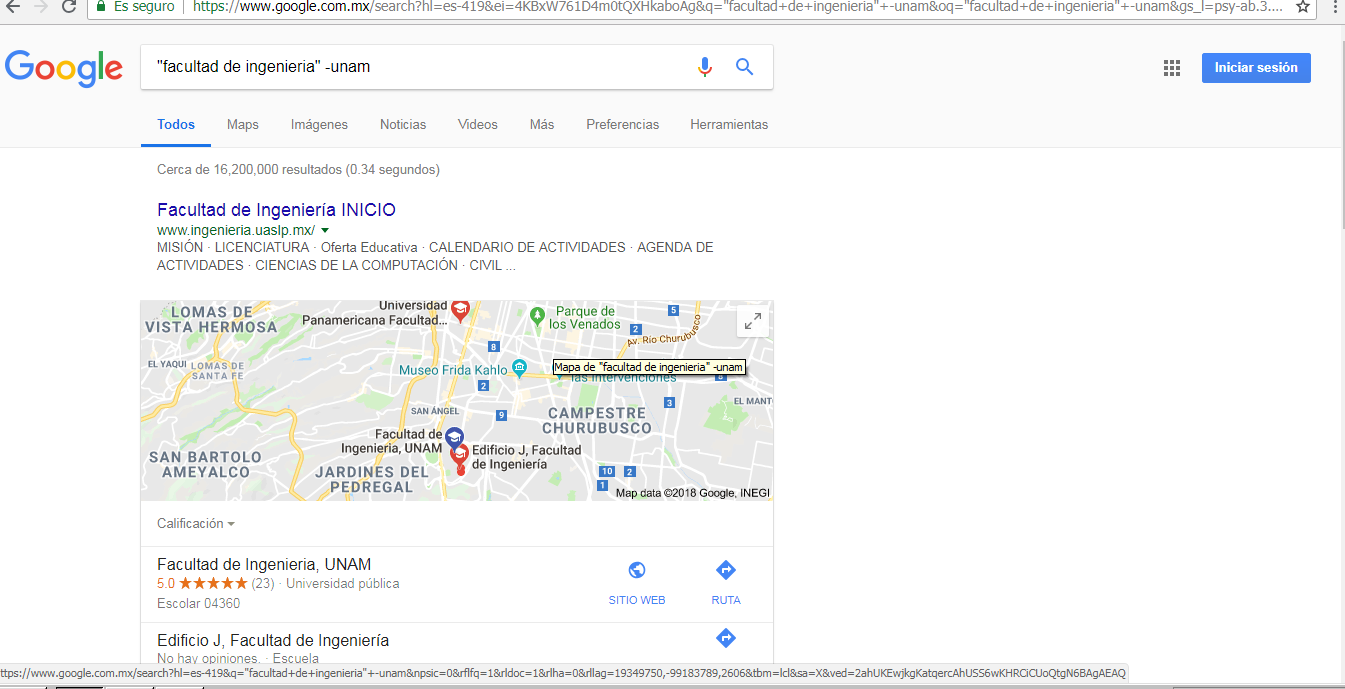 Es seguro
https://www.google.com.mx/search?hl=es-419&ei=4KBxW761D4m0tQXHkaboAg&q="facultad+de+ingenieria"+-unam&oq="facultad+de+ingenieria"+-unam&gs_l=psy-ab.3....
Google
"facultad de ingenieria" -unam
Iniciar sesión
Todos Maps Imágenes Noticias Videos Más Preferencias Herramientas
Cerca de 16,200,000 resultados (0.34 segundos)
Facultad de Ingeniería INICIO
www.ingenieria.uaslp.mx/
MISIÓN · LICENCIATURA · Oferta Educativa · CALENDARIO DE ACTIVIDADES · AGENDA DE
ACTIVIDADES · CIENCIAS DE LA COMPUTACIÓN · CIVIL ...
LOMAS DE
VISTA HERMOSA
Universidad
Panamericana Facultad...
Parque de
los Venados
5
2
Av. Río Churubusco
8
EL YAQUI
LOMAS DE
SANTA FE
Museo Frida Kahlo
Mapa de "facultad de ingenieria" -unam
las Intervenciones
8
2
SAN ÁNGEL
9
3
EL MANT
CAMPESTRE
CHURUBUSCO
Facultad de
Ingenieria, UNAM
Edificio J, Facultad
de Ingeniería
SAN BARTOLO
AMEYALCO
JARDINES DEL
PEDREGAL
10
2
1
Map data ©2018 Google, INEGI
Calificación
Facultad de Ingenieria, UNAM
5.0 ★★★★★ (23) · Universidad pública
Escolar 04360
SITIO WEB
RUTA
Edificio J, Facultad de Ingeniería
No hay opiniones. · Escuela
ttps://www.google.com.mx/search?hl=es-419&q="facultad+de+ingenieria"+-unam&npsic=0&rflfq=1&rldoc=1&rlha=0&rllag=19349750,-99183789,2606&tbm=lcl&sa=X&ved=2ahUKEwjkgKatqercAhUSS6wKHRCiCUoQtgN6BAgAEAQ